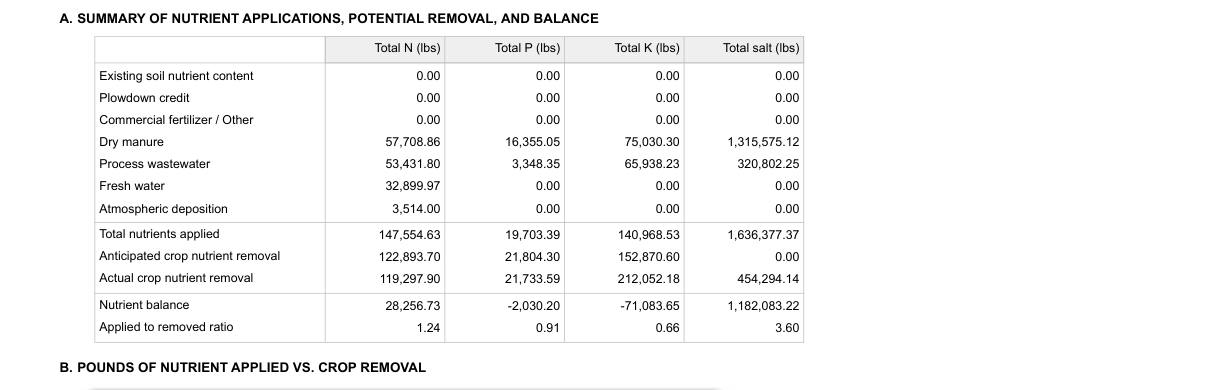 A. SUMMARY OF NUTRIENT APPLICATIONS, POTENTIAL REMOVAL, AND BALANCE
Total N (lbs) Total P (lbs) Total K (lbs) Total salt (lbs)
Existing soil nutrient content 0.00 0.00 0.00 0.00
Plowdown credit 0.00 0.00 0.00 0.00
Commercial fertilizer / Other 0.00 0.00 0.00 0.00
Dry manure 57,708.86 16,355.05 75,030.30 1,315,575.12
Process wastewater 53,431.80 3,348.35 65,938.23 320,802.25
Fresh water 32,899.97 0.00 0.00 0.00
Atmospheric deposition 3,514.00 0.00 0.00 0.00
Total nutrients applied 147,554.63 19,703.39 140,968.53 1,636,377.37
Anticipated crop nutrient removal 122,893.70 21,804.30 152,870.60 0.00
Actual crop nutrient removal 119,297.90 21,733.59 212,052.18 454,294.14
Nutrient balance 28,256.73 -2,030.20 -71,083.65 1,182,083.22
Applied to removed ratio 1.24 0.91 0.66 3.60
B. POUNDS OF NUTRIENT APPLIED VS. CROP REMOVAL